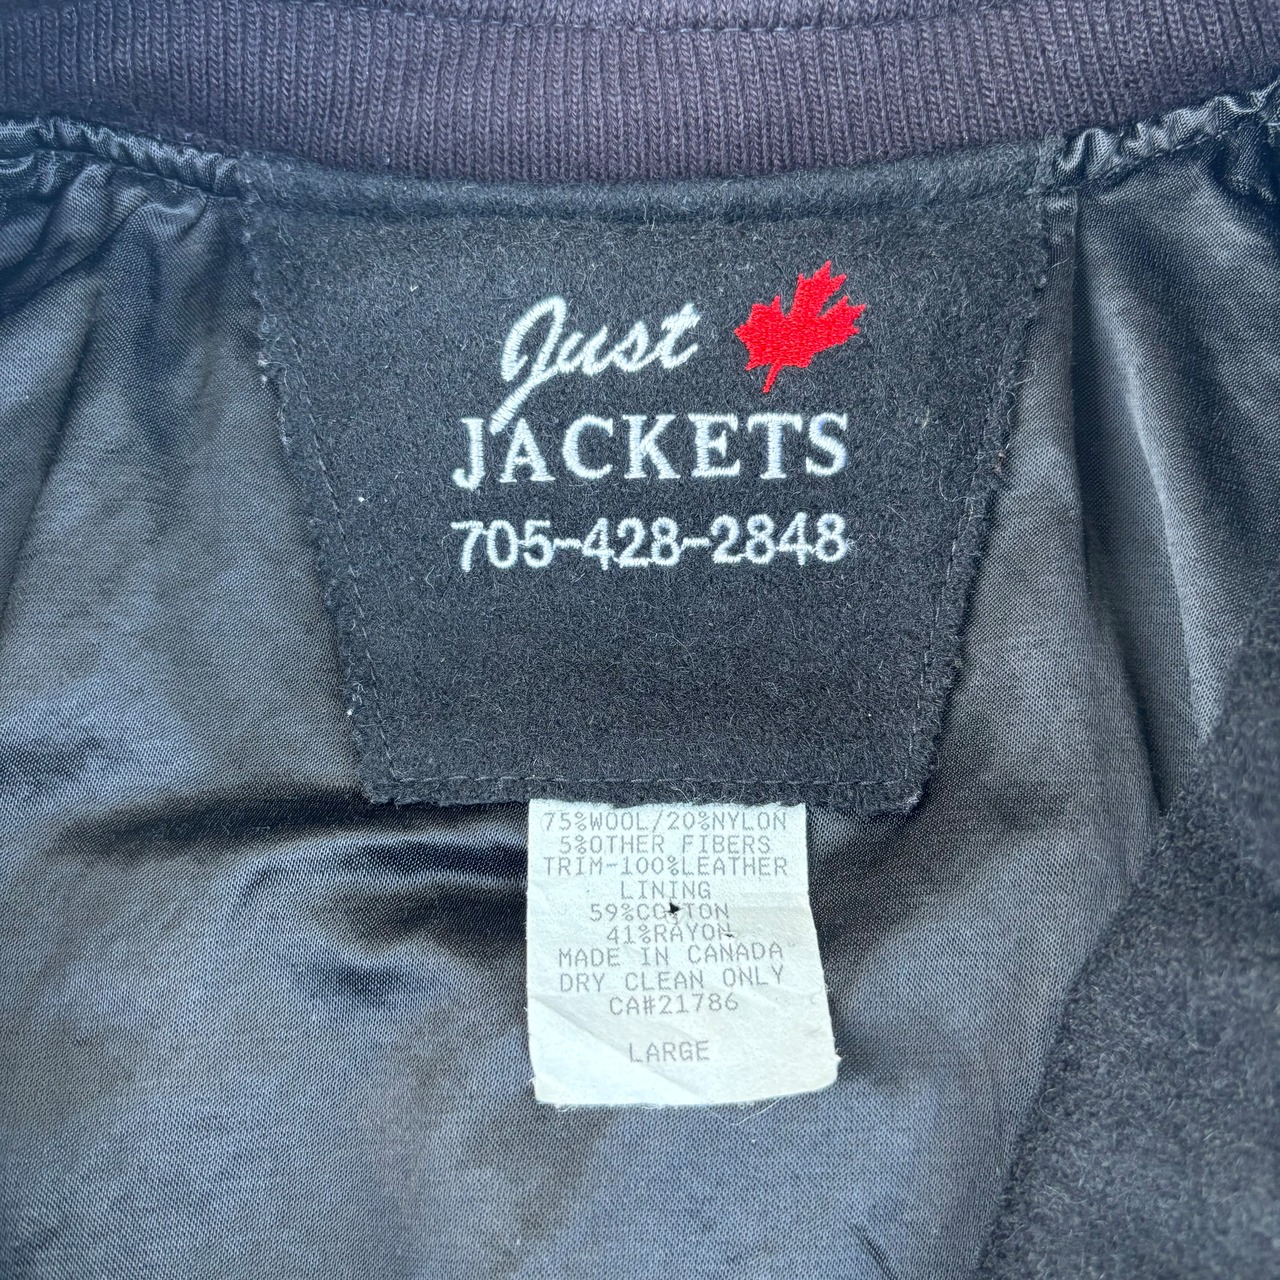 Just
JACKETS
705-428-2848
75%WOOL/20%NYLON
5%OTHER FIBERS
TRIM-100%LEATHER
LINING
59%COTTON
41%RAYON
MADE IN CANADA
DRY CLEAN ONLY
CA#21786
LARGE